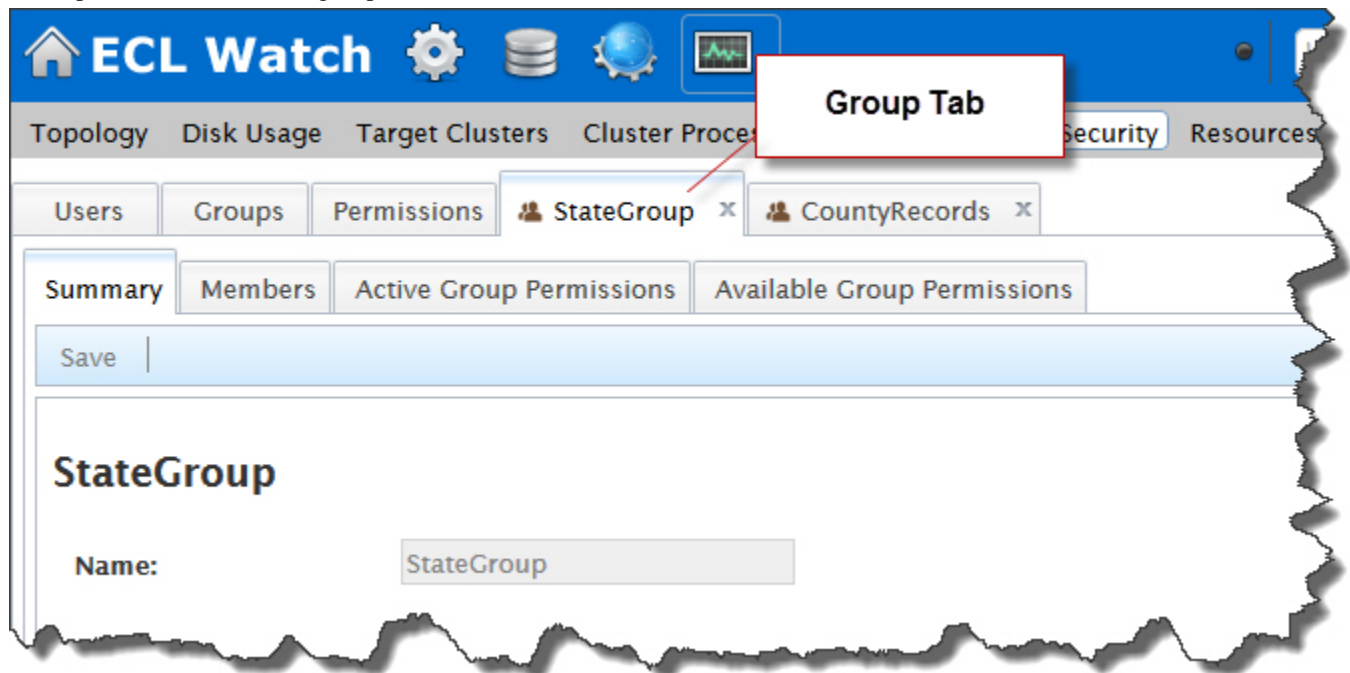 ECL Watch
Group Tab
Topology Disk Usage Target Clusters Cluster Security Resources
Users Groups Permissions StateGroup x CountyRecords x
Summary Members Active Group Permissions Available Group Permissions
Save
StateGroup
Name: StateGroup